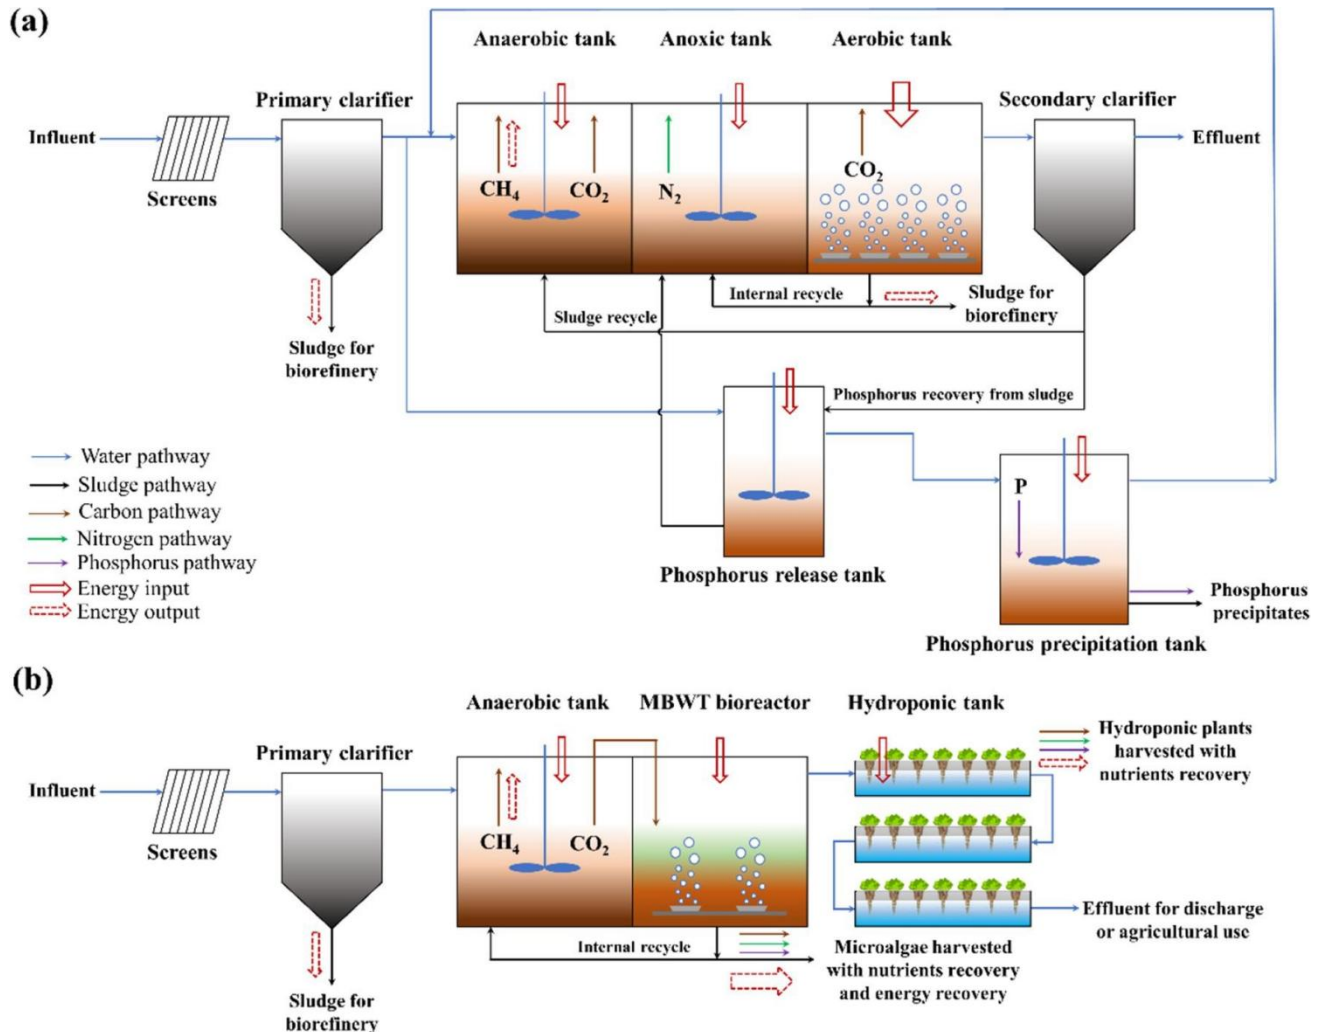 (a)
Anaerobic tank
Anoxic tank
Aerobic tank
Primary clarifier
Secondary clarifier
Influent
Effluent
Screens
CH4
CO2
N2
CO2
Internal recycle
Sludge for
biorefinery
Sludge recycle
Sludge for
biorefinery
Phosphorus recovery from sludge
Water pathway
Sludge pathway
Carbon pathway
Nitrogen pathway
Phosphorus pathway
Energy input
Energy output
P
Phosphorus release tank
Phosphorus
precipitates
Phosphorus precipitation tank
(b)
Anaerobic tank
MBWT bioreactor
Hydroponic tank
Primary clarifier
Hydroponic plants
harvested with
nutrients recovery
Influent
Screens
CH4
CO2
Effluent for discharge
or agricultural use
Internal recycle
Microalgae harvested
with nutrients recovery
and energy recovery
Sludge for
biorefinery